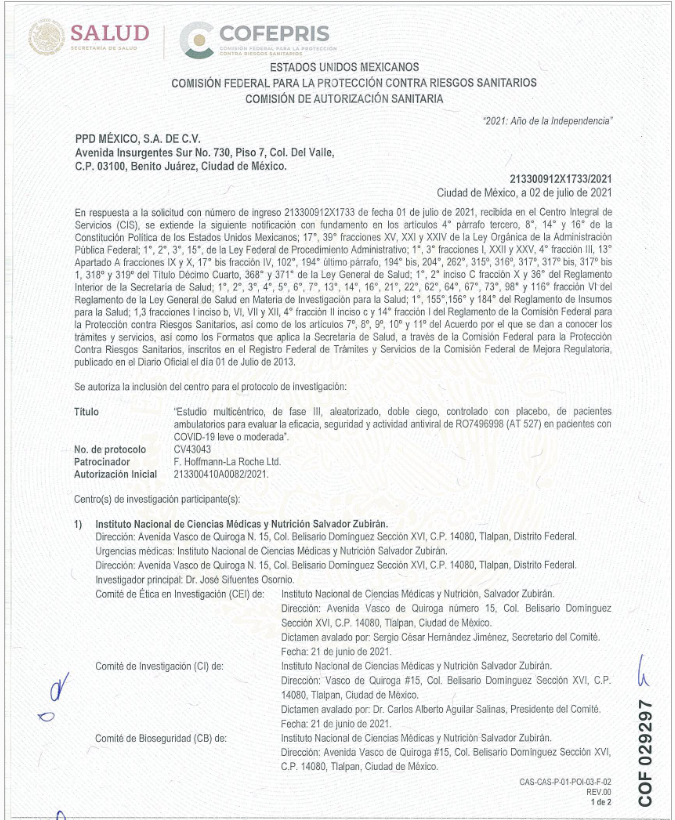 SALUD
SECRETARÍA DE SALUD
COFEPRIS
COMISIÓN FEDERAL PARA LA PROTECCIÓN
CONTRA RIESGOS SANITARIOS
ESTADOS UNIDOS MEXICANOS
COMISIÓN FEDERAL PARA LA PROTECCIÓN CONTRA RIESGOS SANITARIOS
COMISIÓN DE AUTORIZACIÓN SANITARIA
"2021: Año de la Independencia"
PPD MÉXICO, S.A. DE C.V.
Avenida Insurgentes Sur No. 730, Piso 7, Col. Del Valle,
C.P. 03100, Benito Juárez, Ciudad de México.
213300912X1733/2021
Ciudad de México, a 02 de julio de 2021
En respuesta a la solicitud con número de ingreso 213300912X1733 de fecha 01 de julio de 2021, recibida en el Centro Integral de
Servicios (CIS), se extiende la siguiente notificación con fundamento en los artículos 4° párrafo tercero, 8°, 14° y 16° de la
Constitución Política de los Estados Unidos Mexicanos; 17°, 39° fracciones XV, XXI y XXIV de la Ley Orgánica de la Administración
Pública Federal; 1°, 2°, 3°, 15°, de la Ley Federal de Procedimiento Administrativo; 1°, 3° fracciones I, XXII y XXV, 4° fracción III, 13°
Apartado A fracciones IX y X, 17° bis fracción IV, 102°, 194° último párrafo, 194° bis, 204°, 262°, 315°, 316°, 317°, 317° bis, 317° bis
1, 318° y 319° del Título Décimo Cuarto, 368° y 371° de la Ley General de Salud; 1°, 2° inciso C fracción X y 36° del Reglamento
Interior de la Secretaría de Salud; 1°, 2°, 3°, 4°, 5°, 6°, 7°, 13°, 14°, 16°, 21°, 22°, 62°, 64°, 67°, 73°, 98° y 116° fracción VI del
Reglamento de la Ley General de Salud en Materia de Investigación para la Salud; 1°, 155°,156° y 184° del Reglamento de Insumos
para la Salud; 1,3 fracciones I inciso b, VI, VII y XII, 4° fracción II inciso c y 14° fracción I del Reglamento de la Comisión Federal para
la Protección contra Riesgos Sanitarios, así como de los artículos 7º, 8º, 9º, 10º y 11º del Acuerdo por el que se dan a conocer los
trámites y servicios, así como los Formatos que aplica la Secretaría de Salud, a través de la Comisión Federal para la Protección
Contra Riesgos Sanitarios, inscritos en el Registro Federal de Trámites y Servicios de la Comisión Federal de Mejora Regulatoria,
publicado en el Diario Oficial el día 01 de Julio de 2013.
Se autoriza la inclusión del centro para el protocolo de investigación:
Título "Estudio multicéntrico, de fase III, aleatorizado, doble ciego, controlado con placebo, de pacientes
ambulatorios para evaluar la eficacia, seguridad y actividad antiviral de RO7496998 (AT 527) en pacientes con
COVID-19 leve o moderada".
No. de protocolo CV43043
Patrocinador F. Hoffmann-La Roche Ltd.
Autorización Inicial 213300410A0082/2021.
Centro(s) de investigación participante(s):
1) Instituto Nacional de Ciencias Médicas y Nutrición Salvador Zubirán.
Dirección: Avenida Vasco de Quiroga N. 15, Col. Belisario Domínguez Sección XVI, C.P. 14080, Tlalpan, Distrito Federal.
Urgencias médicas: Instituto Nacional de Ciencias Médicas y Nutrición Salvador Zubirán.
Dirección: Avenida Vasco de Quiroga N. 15, Col. Belisario Domínguez Sección XVI, C.P. 14080, Tlalpan, Distrito Federal.
Investigador principal: Dr. José Sifuentes Osornio.
Comité de Ética en Investigación (CEI) de: Instituto Nacional de Ciencias Médicas y Nutrición, Salvador Zubirán.
Dirección: Avenida Vasco de Quiroga número 15, Col. Belisario Domínguez
Sección XVI, C.P. 14080, Tlalpan, Ciudad de México.
Dictamen avalado por: Sergio César Hernández Jiménez, Secretario del Comité.
Fecha: 21 de junio de 2021.
Comité de Investigación (CI) de: Instituto Nacional de Ciencias Médicas y Nutrición Salvador Zubirán.
Dirección: Vasco de Quiroga #15, Col. Belisario Domínguez Sección XVI, C.P.
14080, Tlalpan, Ciudad de México.
Dictamen avalado por: Dr. Carlos Alberto Aguilar Salinas, Presidente del Comité.
Fecha: 21 de junio de 2021.
Comité de Bioseguridad (CB) de: Instituto Nacional de Ciencias Médicas y Nutrición Salvador Zubirán.
Dirección: Avenida Vasco de Quiroga #15, Col. Belisario Domínguez Sección XVI,
C.P. 14080, Tlalpan, Ciudad de México.
CAS-CAS-P-01-POI-03-F-02
REV.00
1 de 2
COF 029297